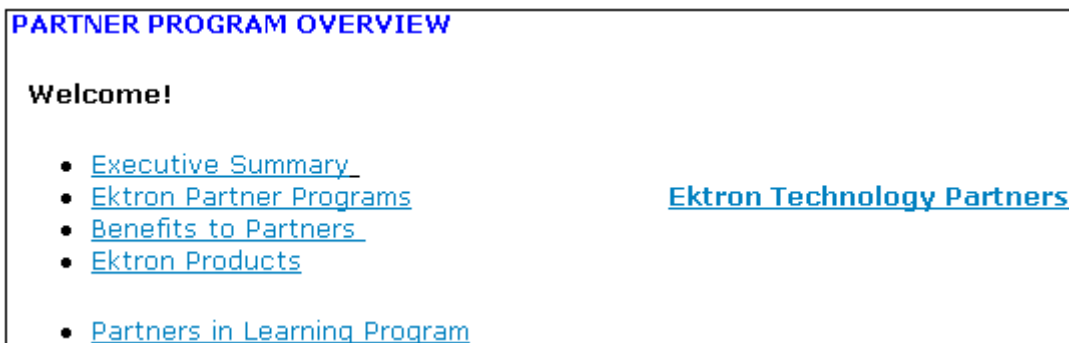 PARTNER PROGRAM OVERVIEW
Welcome!
Executive Summary
Ektron Partner Programs
Ektron Technology Partners
Benefits to Partners
Ektron Products
Partners in Learning Program